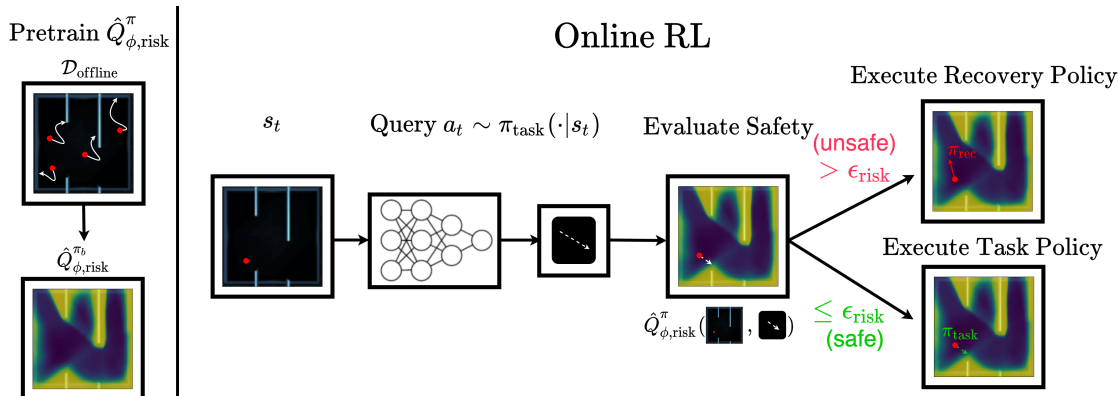 Pretrain $\hat{Q}^{\pi}_{\phi,\text{risk}}$
$\mathcal{D}_{\text{offline}}$
$\hat{Q}^{\pi_b}_{\phi,\text{risk}}$
Online RL
$s_t$
Query $a_t \sim \pi_{\text{task}}(\cdot|s_t)$
Evaluate Safety
$\hat{Q}^{\pi}_{\phi,\text{risk}}($ , $)$
(unsafe)
$> \epsilon_{\text{risk}}$
$\leq \epsilon_{\text{risk}}$
(safe)
Execute Recovery Policy
$\pi_{\text{rec}}$
Execute Task Policy
$\pi_{\text{task}}$